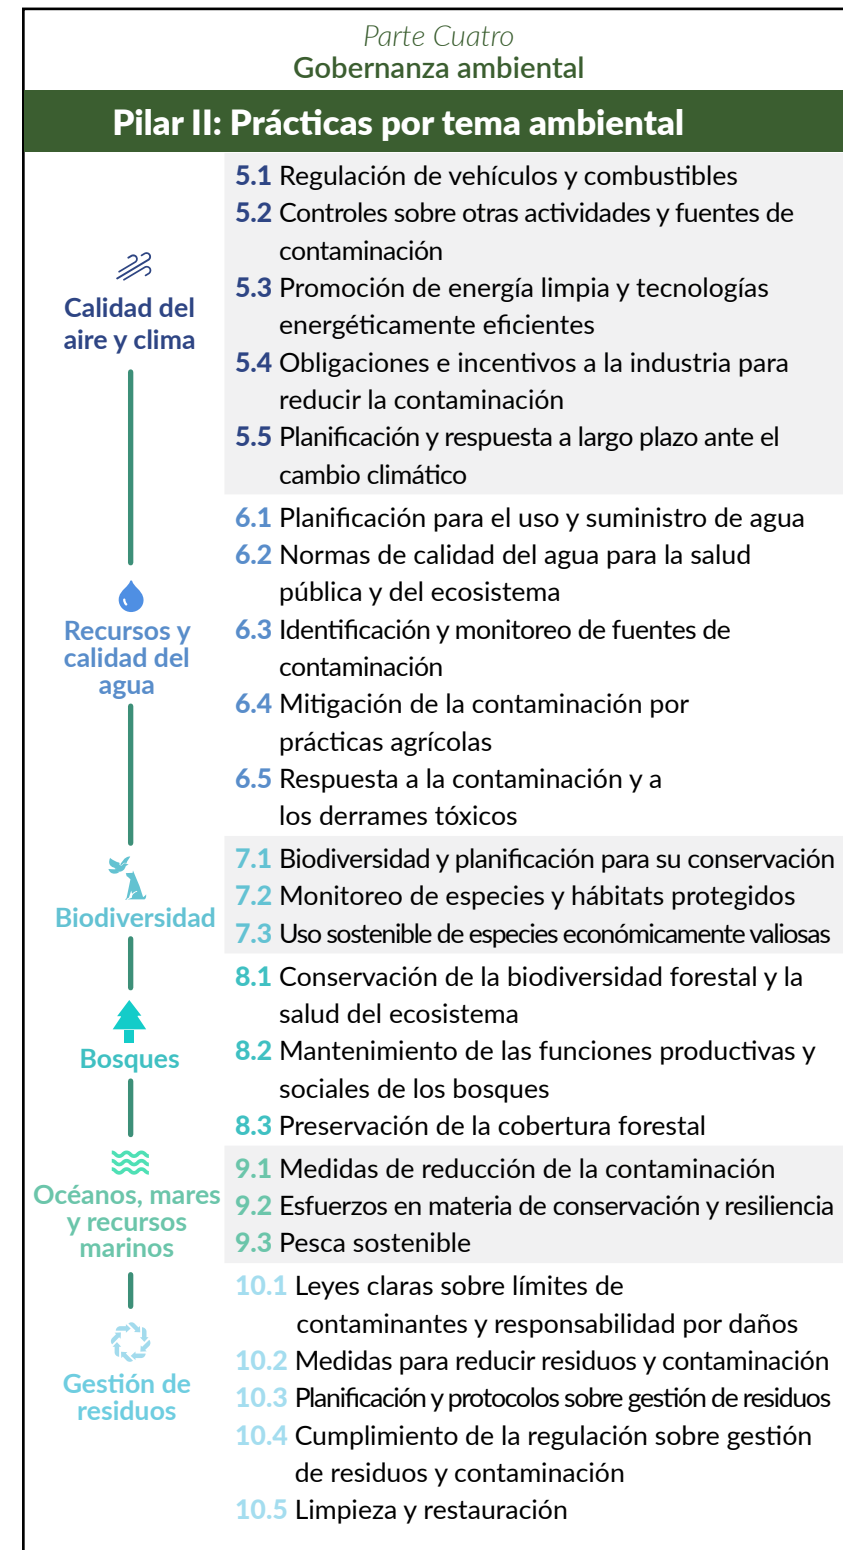 Parte Cuatro
Gobernanza ambiental
Pilar II: Prácticas por tema ambiental
Calidad del
aire y clima
5.1 Regulación de vehículos y combustibles
5.2 Controles sobre otras actividades y fuentes de
contaminación
5.3 Promoción de energía limpia y tecnologías
energéticamente eficientes
5.4 Obligaciones e incentivos a la industria para
reducir la contaminación
5.5 Planificación y respuesta a largo plazo ante el
cambio climático
Recursos y
calidad del
agua
6.1 Planificación para el uso y suministro de agua
6.2 Normas de calidad del agua para la salud
pública y del ecosistema
6.3 Identificación y monitoreo de fuentes de
contaminación
6.4 Mitigación de la contaminación por
prácticas agrícolas
6.5 Respuesta a la contaminación y a
los derrames tóxicos
Biodiversidad
7.1 Biodiversidad y planificación para su conservación
7.2 Monitoreo de especies y hábitats protegidos
7.3 Uso sostenible de especies económicamente valiosas
Bosques
8.1 Conservación de la biodiversidad forestal y la
salud del ecosistema
8.2 Mantenimiento de las funciones productivas y
sociales de los bosques
8.3 Preservación de la cobertura forestal
Océanos, mares
y recursos
marinos
9.1 Medidas de reducción de la contaminación
9.2 Esfuerzos en materia de conservación y resiliencia
9.3 Pesca sostenible
Gestión de
residuos
10.1 Leyes claras sobre límites de
contaminantes y responsabilidad por daños
10.2 Medidas para reducir residuos y contaminación
10.3 Planificación y protocolos sobre gestión de residuos
10.4 Cumplimiento de la regulación sobre gestión
de residuos y contaminación
10.5 Limpieza y restauración